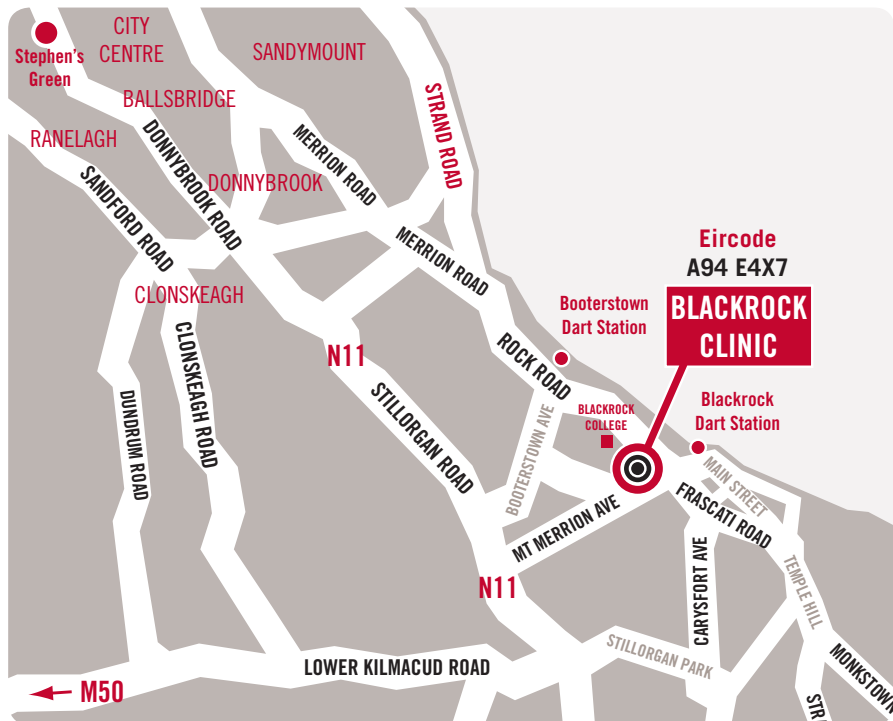 CITY
CENTRE
SANDYMOUNT
Stephen's
Green
BALLSBRIDGE
STRAND ROAD
RANELAGH
DONNYBROOK ROAD
MERRION ROAD
SANDFORD ROAD
DONNYBROOK
MERRION ROAD
Eircode
A94 E4X7
BLACKROCK
CLINIC
CLONSKEAGH
Booterstown
Dart Station
N11
CLONSKEAGH ROAD
ROCK ROAD
STILLORGAN ROAD
DUNDRUM ROAD
BLACKROCK
COLLEGE
Blackrock
Dart Station
BOOTERSTOWN AVE
MAIN STREET
MT MERRION AVE
FRASCATI ROAD
N11
CARYSFORT AVE
TEMPLE HILL
STILLORGAN PARK
LOWER KILMACUD ROAD
MONKSTOWN
M50
STR